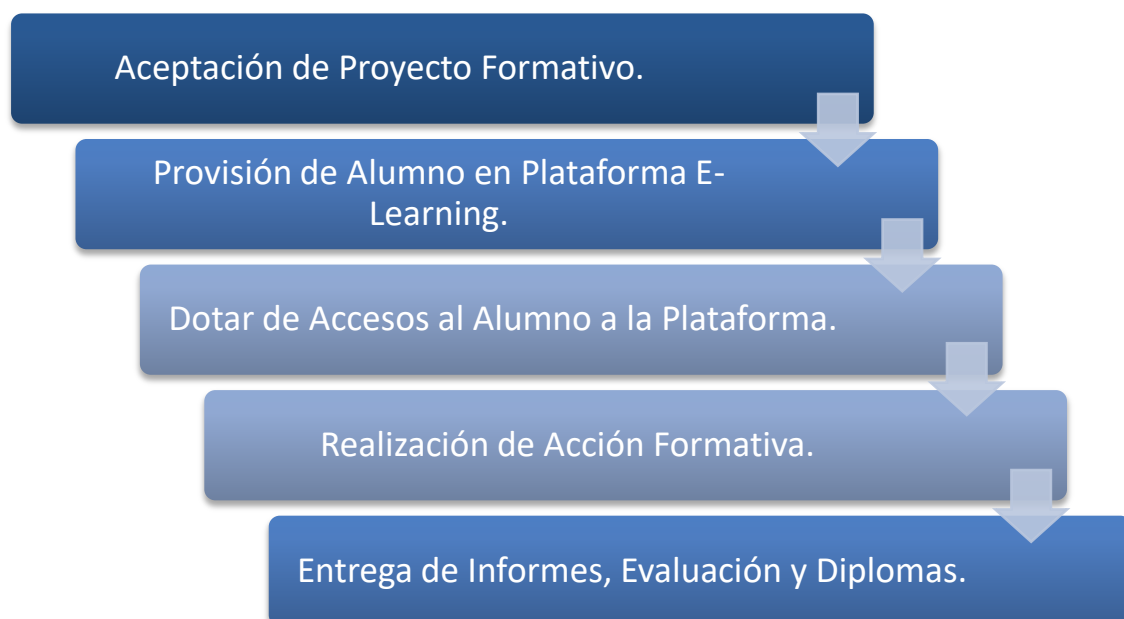 Aceptación de Proyecto Formativo.
Provisión de Alumno en Plataforma E-
Learning.
Dotar de Accesos al Alumno a la Plataforma.
Realización de Acción Formativa.
Entrega de Informes, Evaluación y Diplomas.